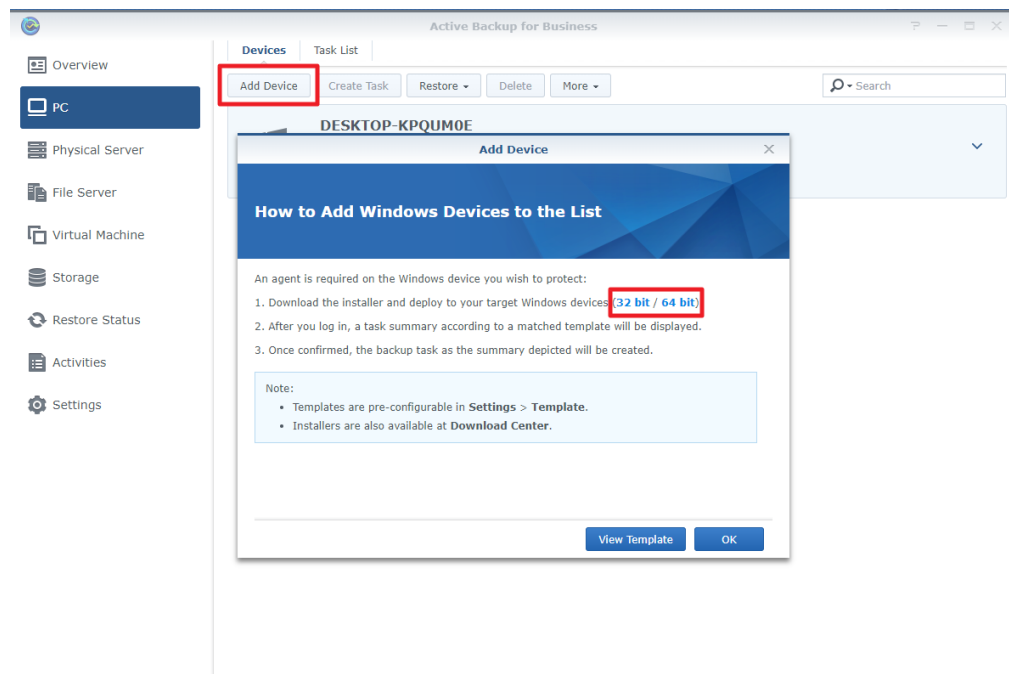 Active Backup for Business
Overview
PC
Physical Server
File Server
Virtual Machine
Storage
Restore Status
Activities
Settings
Devices Task List
Add Device Create Task Restore Delete More Search
DESKTOP-KPQUM0E
Add Device
How to Add Windows Devices to the List
An agent is required on the Windows device you wish to protect:
1. Download the installer and deploy to your target Windows devices (32 bit / 64 bit)
2. After you log in, a task summary according to a matched template will be displayed.
3. Once confirmed, the backup task as the summary depicted will be created.
Note:
• Templates are pre-configurable in Settings > Template.
• Installers are also available at Download Center.
View Template OK